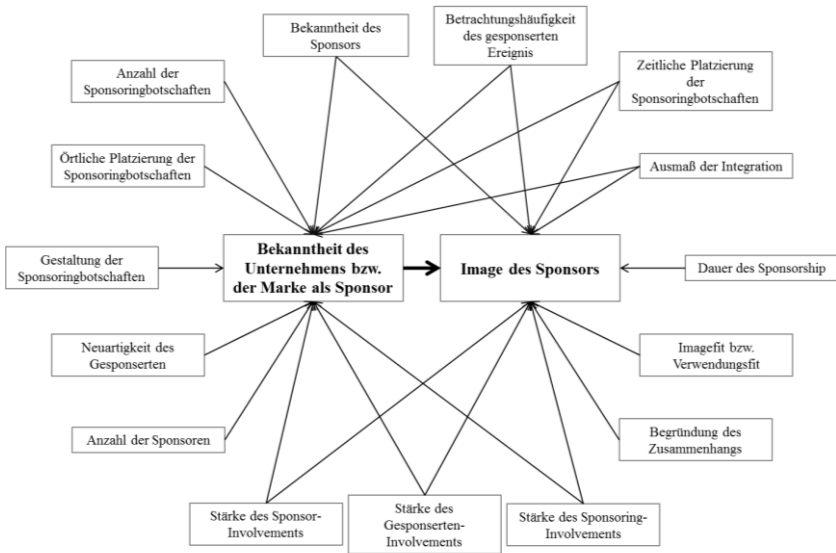 Bekanntheit des
Sponsors
Betrachtungshäufigkeit
des gesponserten
Ereignis
Anzahl der
Sponsoringbotschaften
Zeitliche Platzierung
der
Sponsoringbotschaften
Örtliche Platzierung der
Sponsoringbotschaften
Ausmaß der Integration
Gestaltung der
Sponsoringbotschaften
Bekanntheit des
Unternehmens bzw.
der Marke als Sponsor
Image des Sponsors
Dauer des Sponsorship
Neuartigkeit des
Gesponserten
Imagefit bzw.
Verwendungsfit
Anzahl der Sponsoren
Begründung des
Zusammenhangs
Stärke des Sponsor-
Involvements
Stärke des
Gesponserten-
Involvements
Stärke des Sponsoring-
Involvements